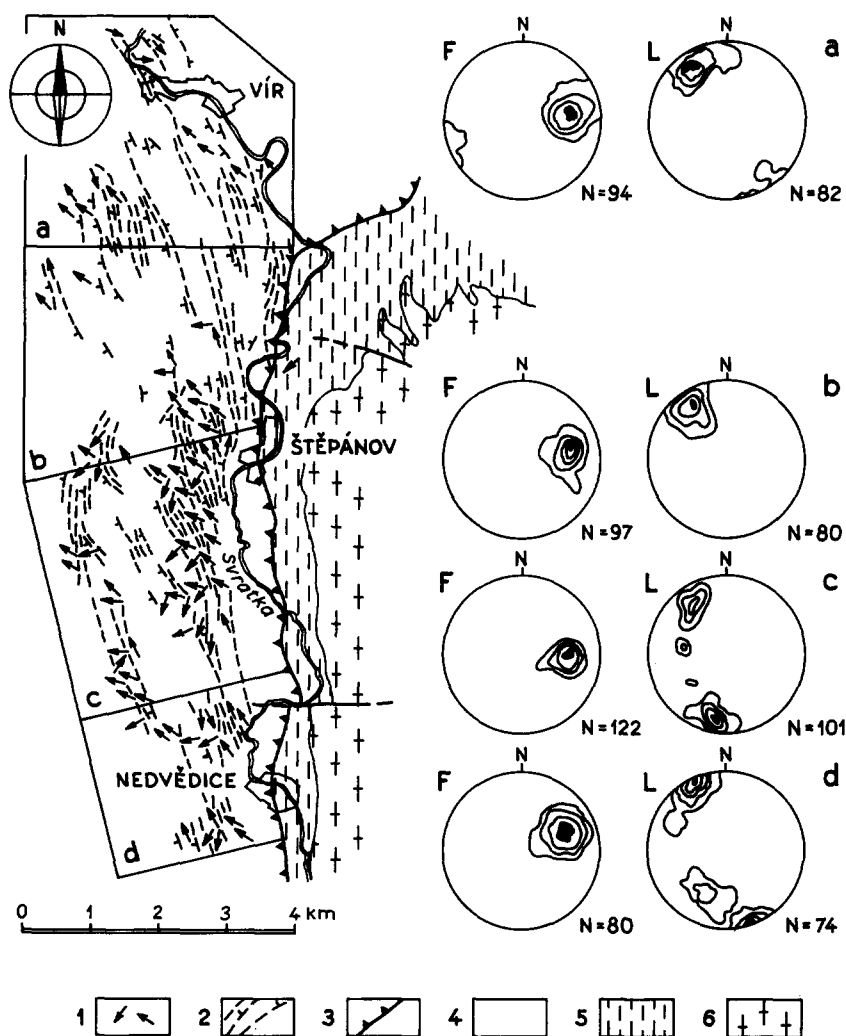 N
VÍR
a
b
ŠTĚPÁNOV
Svratka
c
NEDVĚDICE
d
0 1 2 3 4 km
F N N=94
L N N=82
a
F N N=97
L N N=80
b
F N N=122
L N N=101
c
F N N=80
L N N=74
d
1 2 3 4 5 6